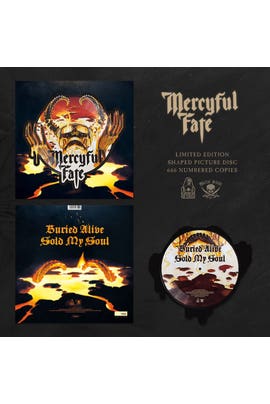 Mercyful
Fate
LIMITED EDITION
SHAPED PICTURE DISC
666 NUMBERED COPIES
Mercyful
Fate
Buried Alive
Sold My Soul
Buried Alive
Sold My Soul